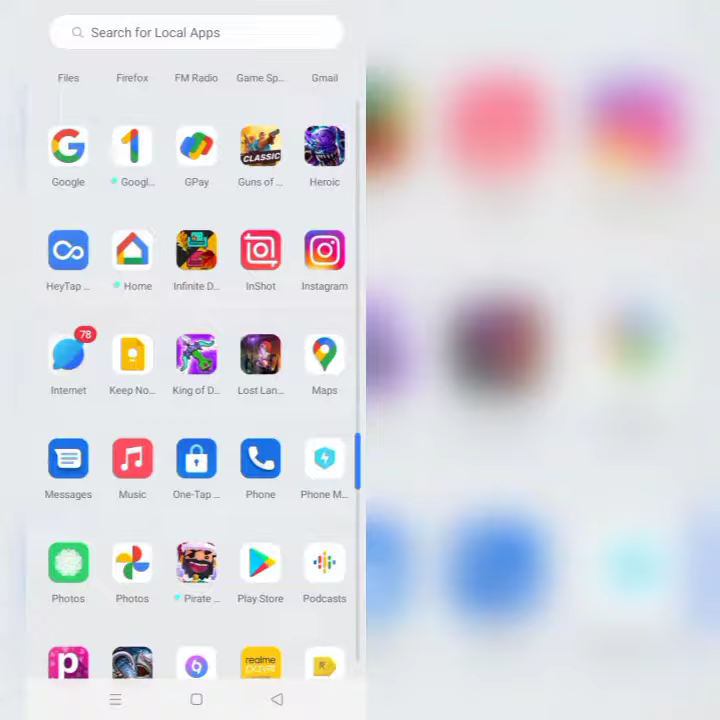 Search for Local Apps
Files Firefox FM Radio Game Sp... Gmail
CLASSIC
Google Googl... GPay Guns of ... Heroic
HeyTap ... Home Infinite D... InShot Instagram
78
Internet Keep No... King of D... Lost Lan... Maps
Messages Music One-Tap ... Phone Phone M...
Photos Photos Pirate ... Play Store Podcasts
p realme R